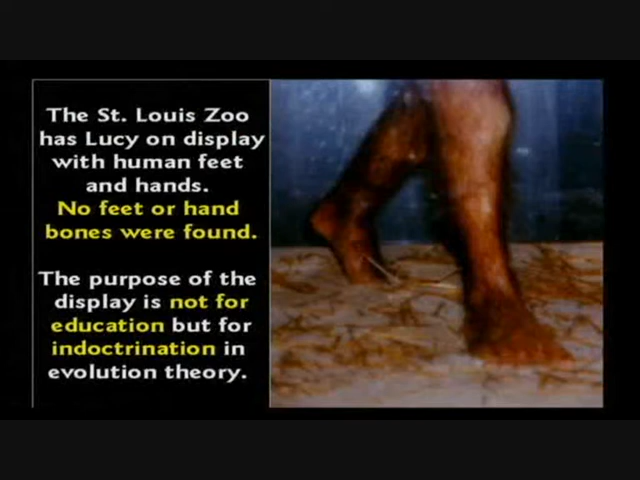 The St. Louis Zoo
has Lucy on display
with human feet
and hands.
No feet or hand
bones were found.
The purpose of the
display is not for
education but for
indoctrination in
evolution theory.